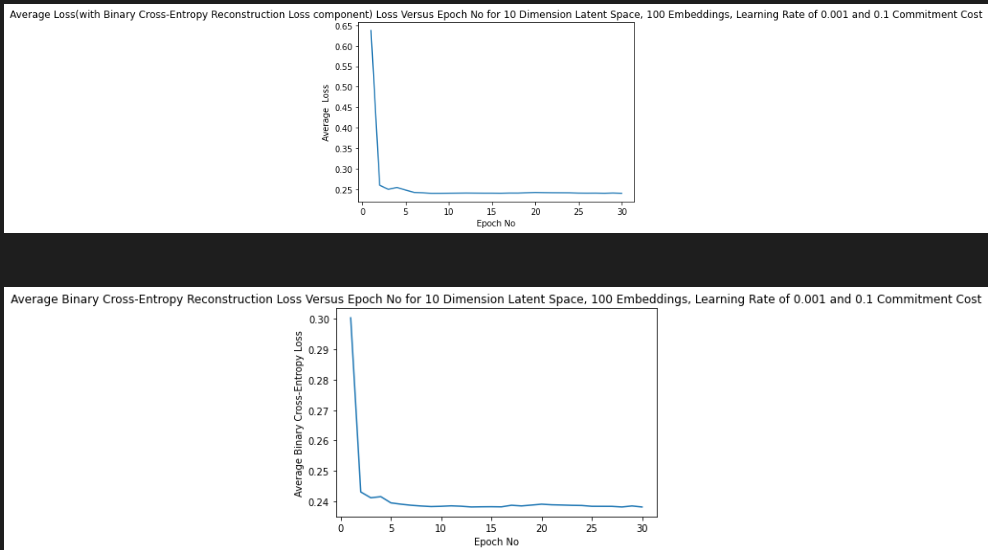 Average Loss(with Binary Cross-Entropy Reconstruction Loss component) Loss Versus Epoch No for 10 Dimension Latent Space, 100 Embeddings, Learning Rate of 0.001 and 0.1 Commitment Cost
0.65
0.60
0.55
0.50
0.45
0.40
0.35
0.30
0.25
Average Loss
0 5 10 15 20 25 30
Epoch No
Average Binary Cross-Entropy Reconstruction Loss Versus Epoch No for 10 Dimension Latent Space, 100 Embeddings, Learning Rate of 0.001 and 0.1 Commitment Cost
0.30
0.29
0.28
0.27
0.26
0.25
0.24
Average Binary Cross-Entropy Loss
0 5 10 15 20 25 30
Epoch No